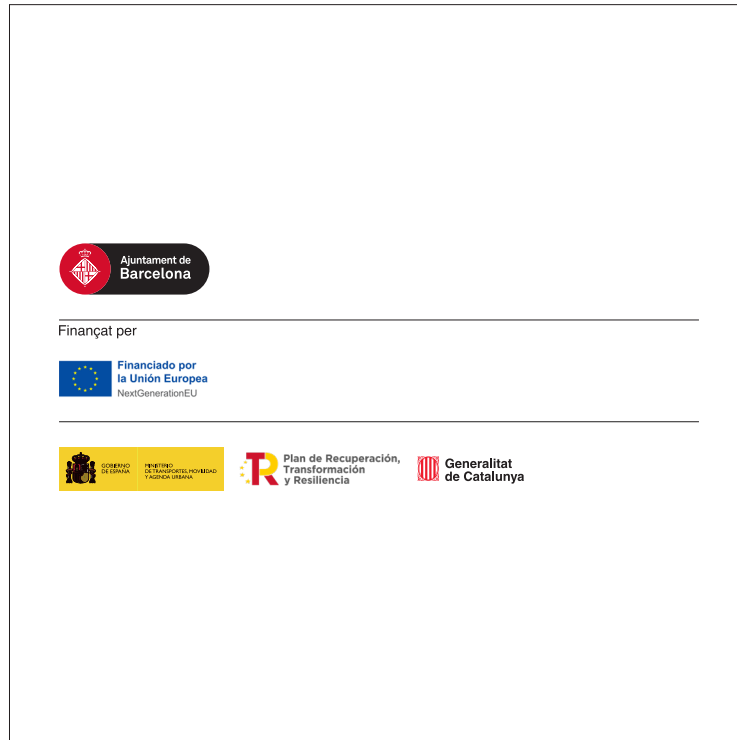 Ajuntament de
Barcelona
Finançat per
Financiado por
la Unión Europea
NextGenerationEU
GOBIERNO
DE ESPAÑA
MINISTERIO
DE TRANSPORTES, MOVILIDAD
Y AGENDA URBANA
Plan de Recuperación,
Transformación
y Resiliencia
Generalitat
de Catalunya